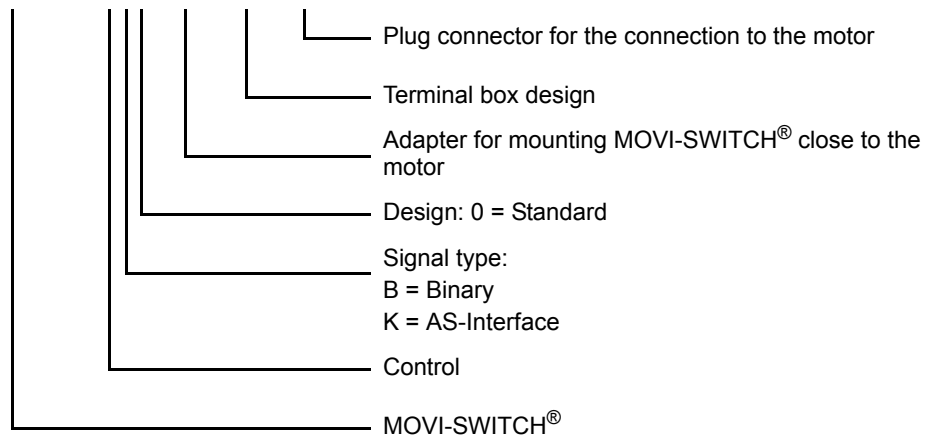 Plug connector for the connection to the motor
Terminal box design
Adapter for mounting MOVI-SWITCH® close to the
motor
Design: 0 = Standard
Signal type:
B = Binary
K = AS-Interface
Control
MOVI-SWITCH®